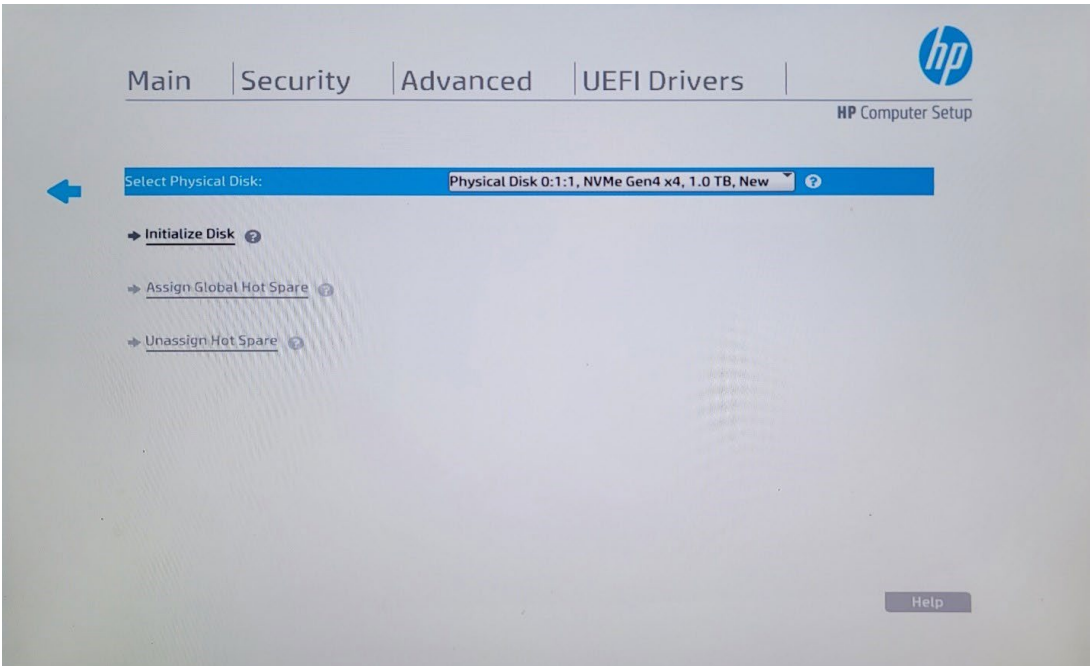 hp
Main
Security
Advanced
UEFI Drivers
HP Computer Setup
Select Physical Disk:
Physical Disk 0:1:1, NVMe Gen4 x4, 1.0 TB, New
?
Initialize Disk ?
Assign Global Hot Spare ?
Unassign Hot Spare ?
Help